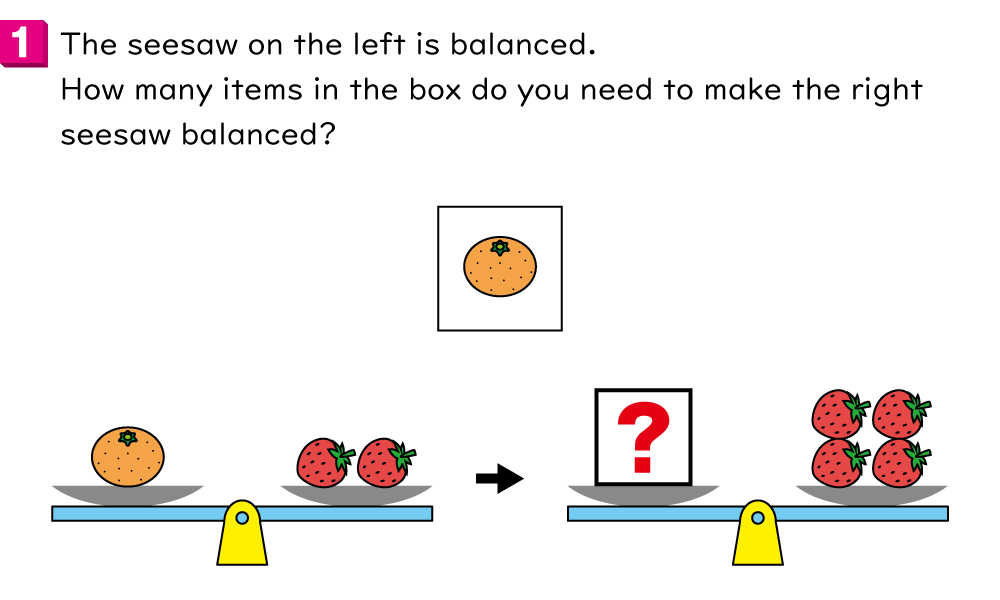 1 The seesaw on the left is balanced.
How many items in the box do you need to make the right
seesaw balanced?
?